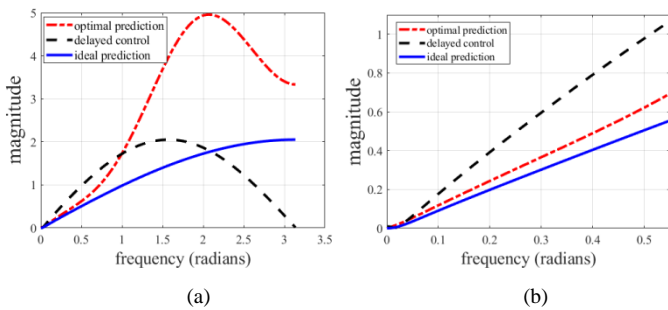 5
4
3
2
1
0
magnitude
optimal prediction
delayed control
ideal prediction
0 0.5 1 1.5 2 2.5 3 3.5
frequency (radians)
(a)
1
0.8
0.6
0.4
0.2
0
magnitude
optimal prediction
delayed control
ideal prediction
0 0.1 0.2 0.3 0.4 0.5
frequency (radians)
(b)